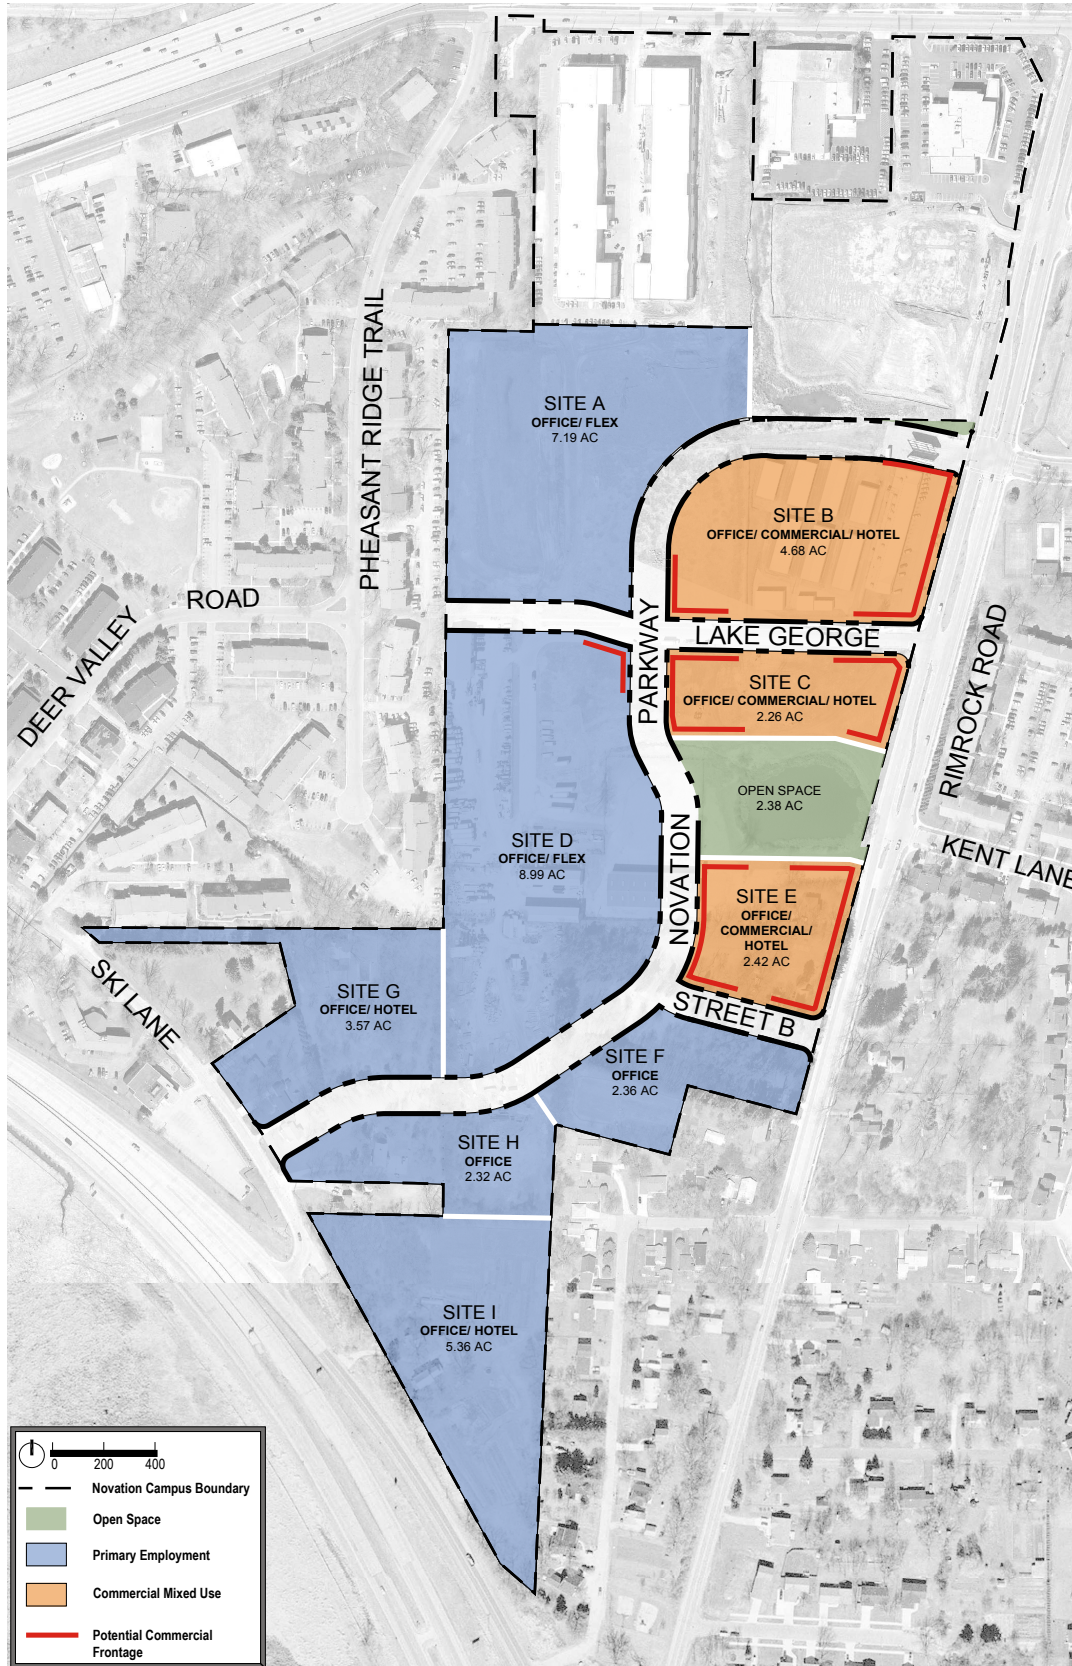 SITE A
OFFICE/ FLEX
7.19 AC
PHEASANT RIDGE TRAIL
SITE B
OFFICE/ COMMERCIAL/ HOTEL
4.68 AC
DEER VALLEY
ROAD
PARKWAY
LAKE GEORGE
SITE C
OFFICE/ COMMERCIAL/ HOTEL
2.26 AC
RIMROCK ROAD
OPEN SPACE
2.38 AC
KENT LANE
SITE D
OFFICE/ FLEX
8.99 AC
NOVATION
SITE E
OFFICE/
COMMERCIAL/
HOTEL
2.42 AC
SKI LANE
SITE G
OFFICE/ HOTEL
3.57 AC
STREET B
SITE F
OFFICE
2.36 AC
SITE H
OFFICE
2.32 AC
SITE I
OFFICE/ HOTEL
5.36 AC
0 200 400
Novation Campus Boundary
Open Space
Primary Employment
Commercial Mixed Use
Potential Commercial
Frontage